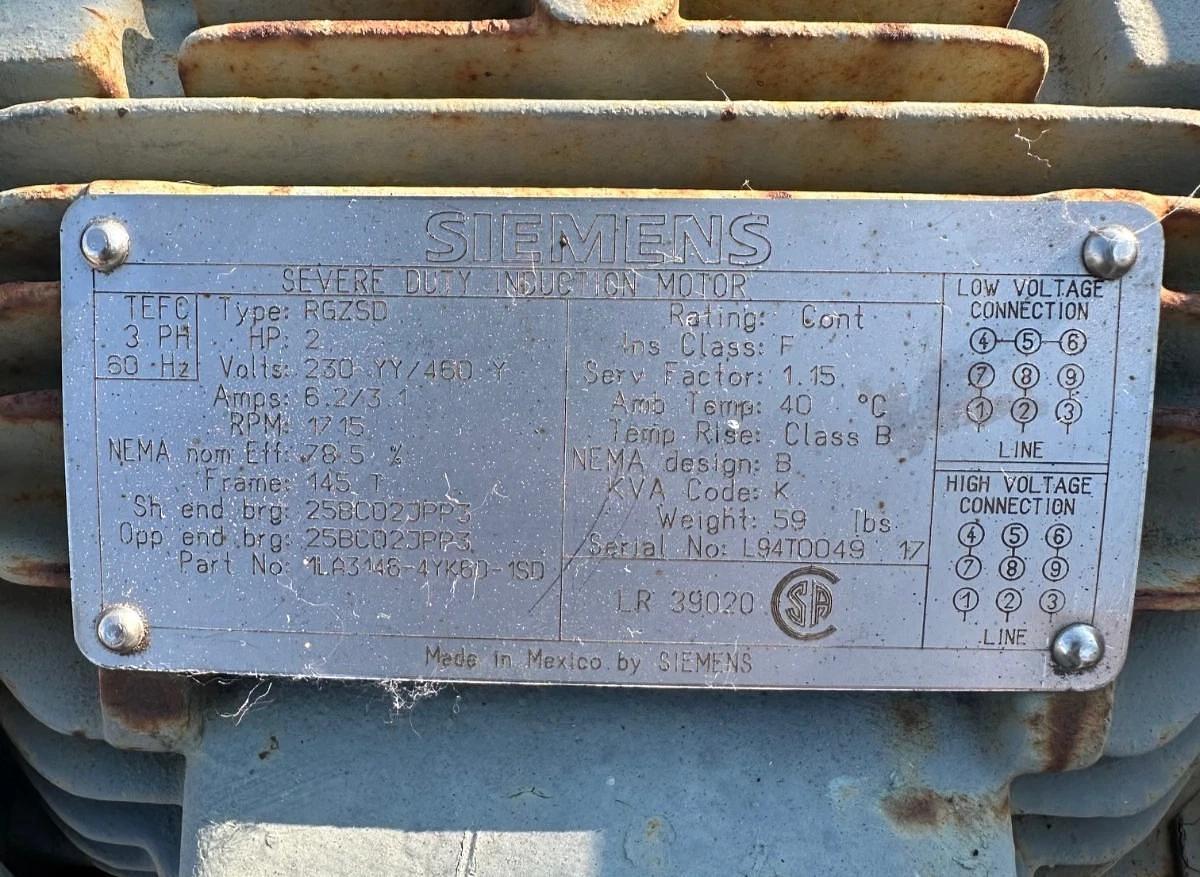 SIEMENS
SEVERE DUTY INDUCTION MOTOR
TEFC
3 PH
60 Hz
Type: RGZSD
HP: 2
Volts: 230 YY/460 Y
Amps: 6.2/3.1
RPM: 1715
NEMA nom Eff: 78.5 %
Frame: 145 T
Sh end brg: 25BC02JPP3
Opp end brg: 25BC02JPP3
Part No: 1LA3146-4YK60-1SD
Rating: Cont
Ins Class: F
Serv Factor: 1.15
Amb Temp: 40 °C
Temp Rise: Class B
NEMA design: B
KVA Code: K
Weight: 59 lbs
Serial No: L94T0049 17
LR 39020 SA
LOW VOLTAGE
CONNECTION
4 5 6
7 8 9
1 2 3
LINE
HIGH VOLTAGE
CONNECTION
4 5 6
7 8 9
1 2 3
LINE
Made in Mexico by SIEMENS